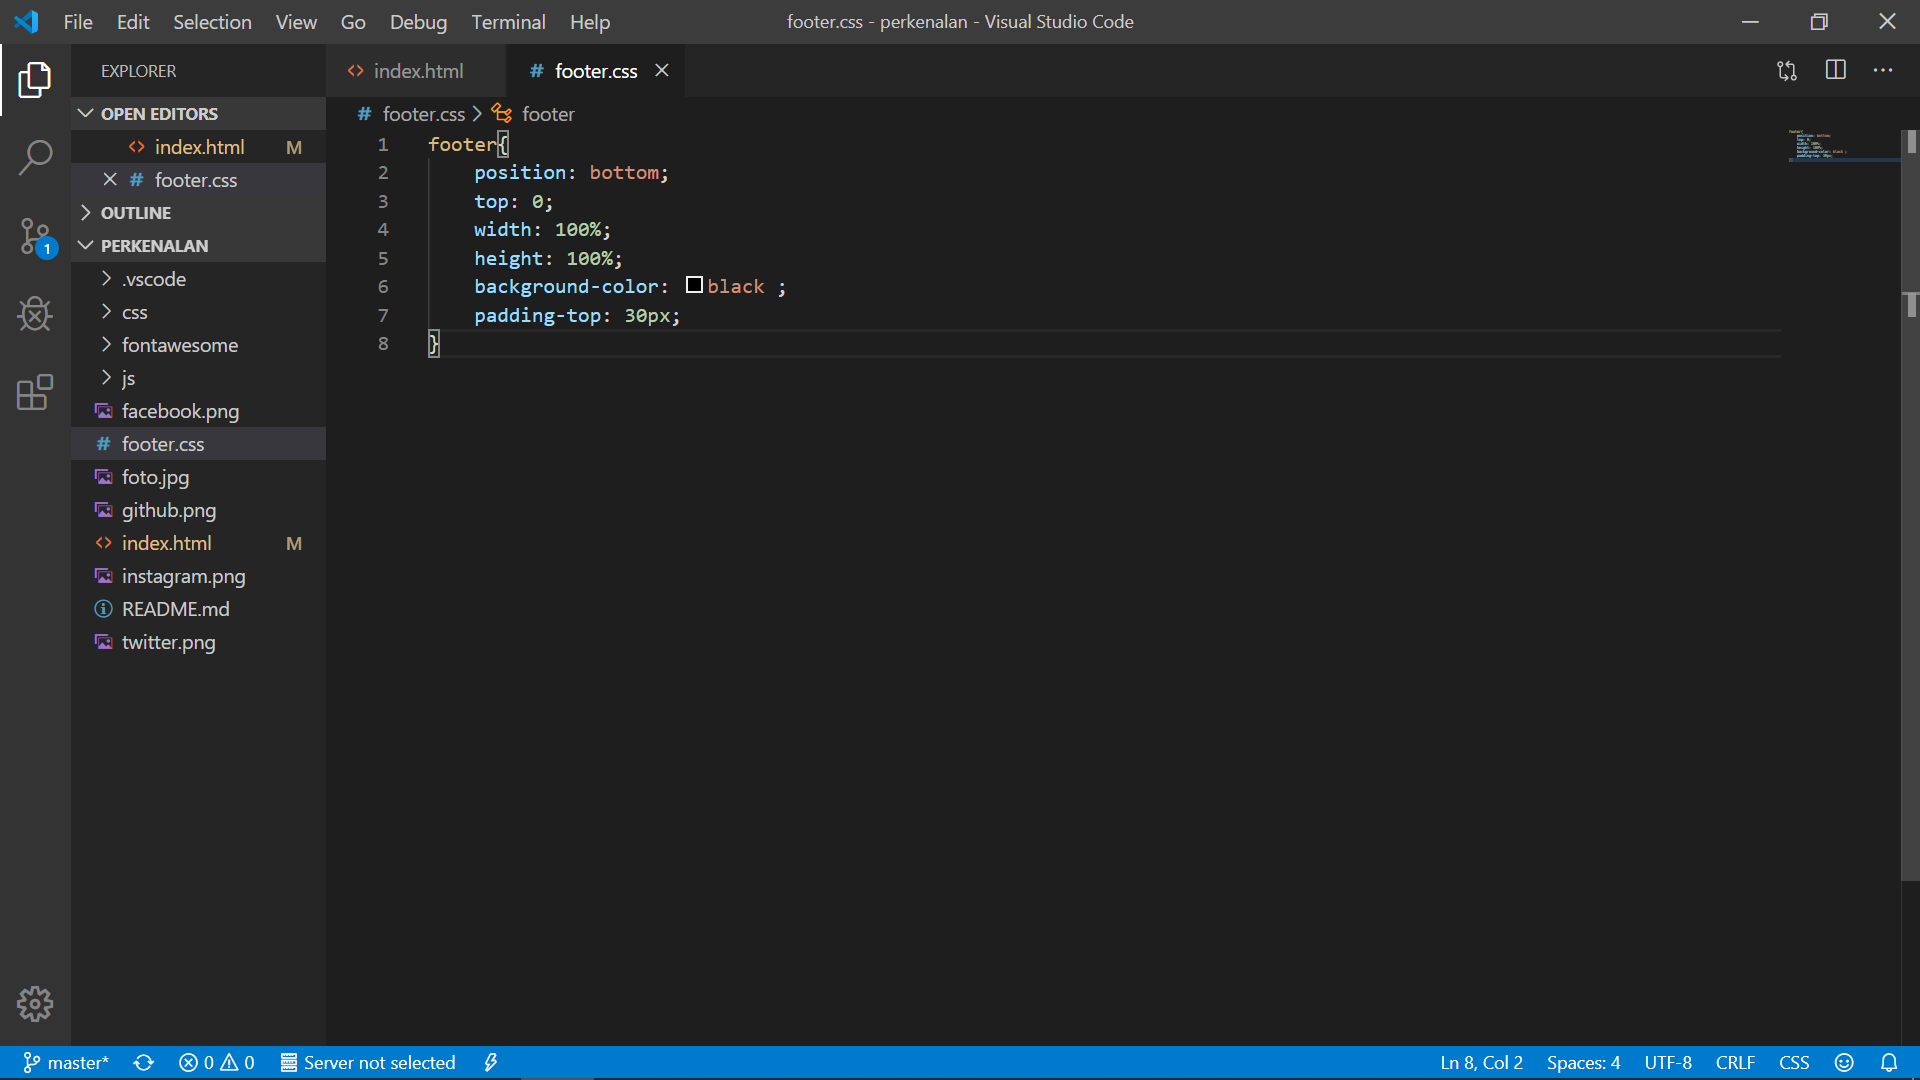 File Edit Selection View Go Debug Terminal Help
footer.css - perkenalan - Visual Studio Code
EXPLORER
OPEN EDITORS
index.html M
footer.css
OUTLINE
PERKENALAN
.vscode
css
fontawesome
js
facebook.png
footer.css
foto.jpg
github.png
index.html M
instagram.png
README.md
twitter.png
1
index.html
footer.css
footer.css > footer
1 footer{
2 position: bottom;
3 top: 0;
4 width: 100%;
5 height: 100%;
6 background-color: black ;
7 padding-top: 30px;
8 }
master* 0 0 Server not selected
Ln 8, Col 2 Spaces: 4 UTF-8 CRLF CSS